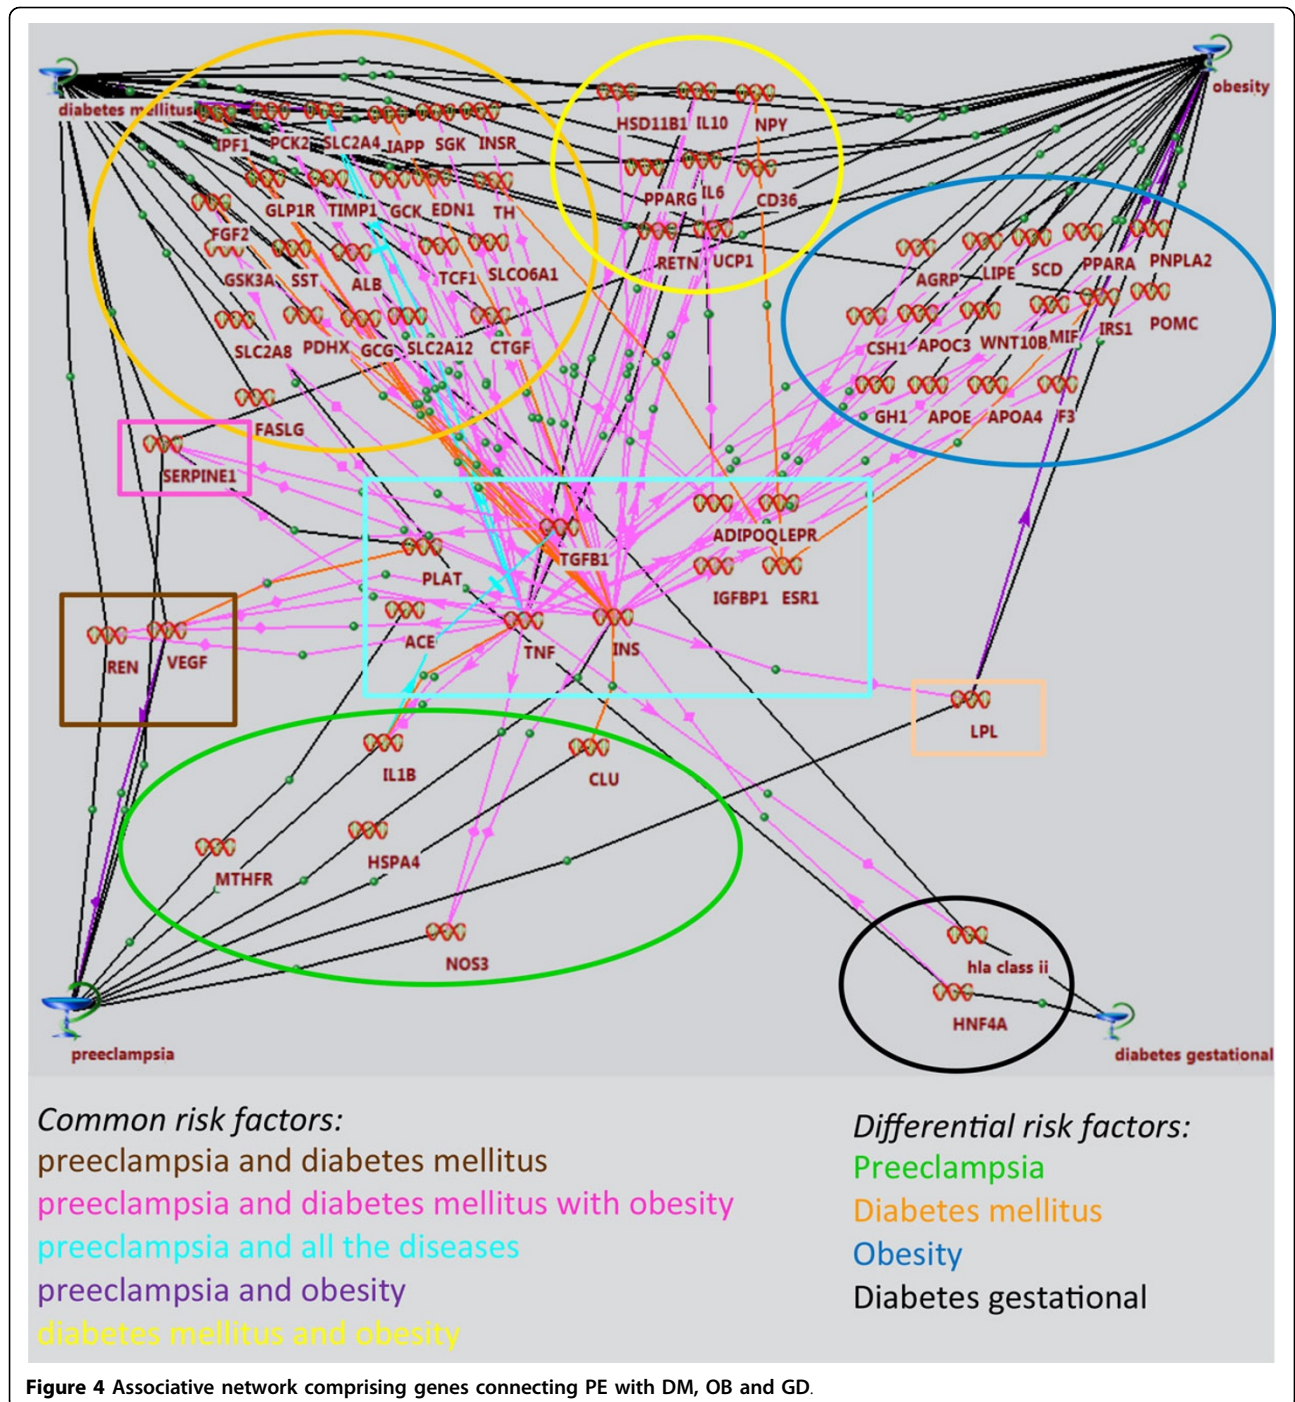 diabetes mellitus
obesity
IPF1 PCK2 SLC2A4 IAPP SGK INSR
HSD11B1 IL10 NPY
GLP1R TIMP1 GCK EDN1 TH
PPARG IL6 CD36
FGF2
RETN UCP1
GSK3A SST ALB TCF1 SLCO6A1
AGRP LIPE SCD PPARA PNPLA2
SLC2A8 PDHX GCG SLC2A12 CTGF
CSH1 APOC3 WNT10B MIF IRS1 POMC
FASLG
GH1 APOE APOA4 F3
SERPINE1
ADIPOQ LEPR
TGFB1
PLAT
IGFBP1 ESR1
ACE TNF INS
REN VEGF
LPL
IL1B CLU
MTHFR HSPA4
NOS3
hla class ii
HNF4A
preeclampsia
diabetes gestational
Common risk factors:
preeclampsia and diabetes mellitus
preeclampsia and diabetes mellitus with obesity
preeclampsia and all the diseases
preeclampsia and obesity
diabetes mellitus and obesity
Differential risk factors:
Preeclampsia
Diabetes mellitus
Obesity
Diabetes gestational
Figure 4 Associative network comprising genes connecting PE with DM, OB and GD.